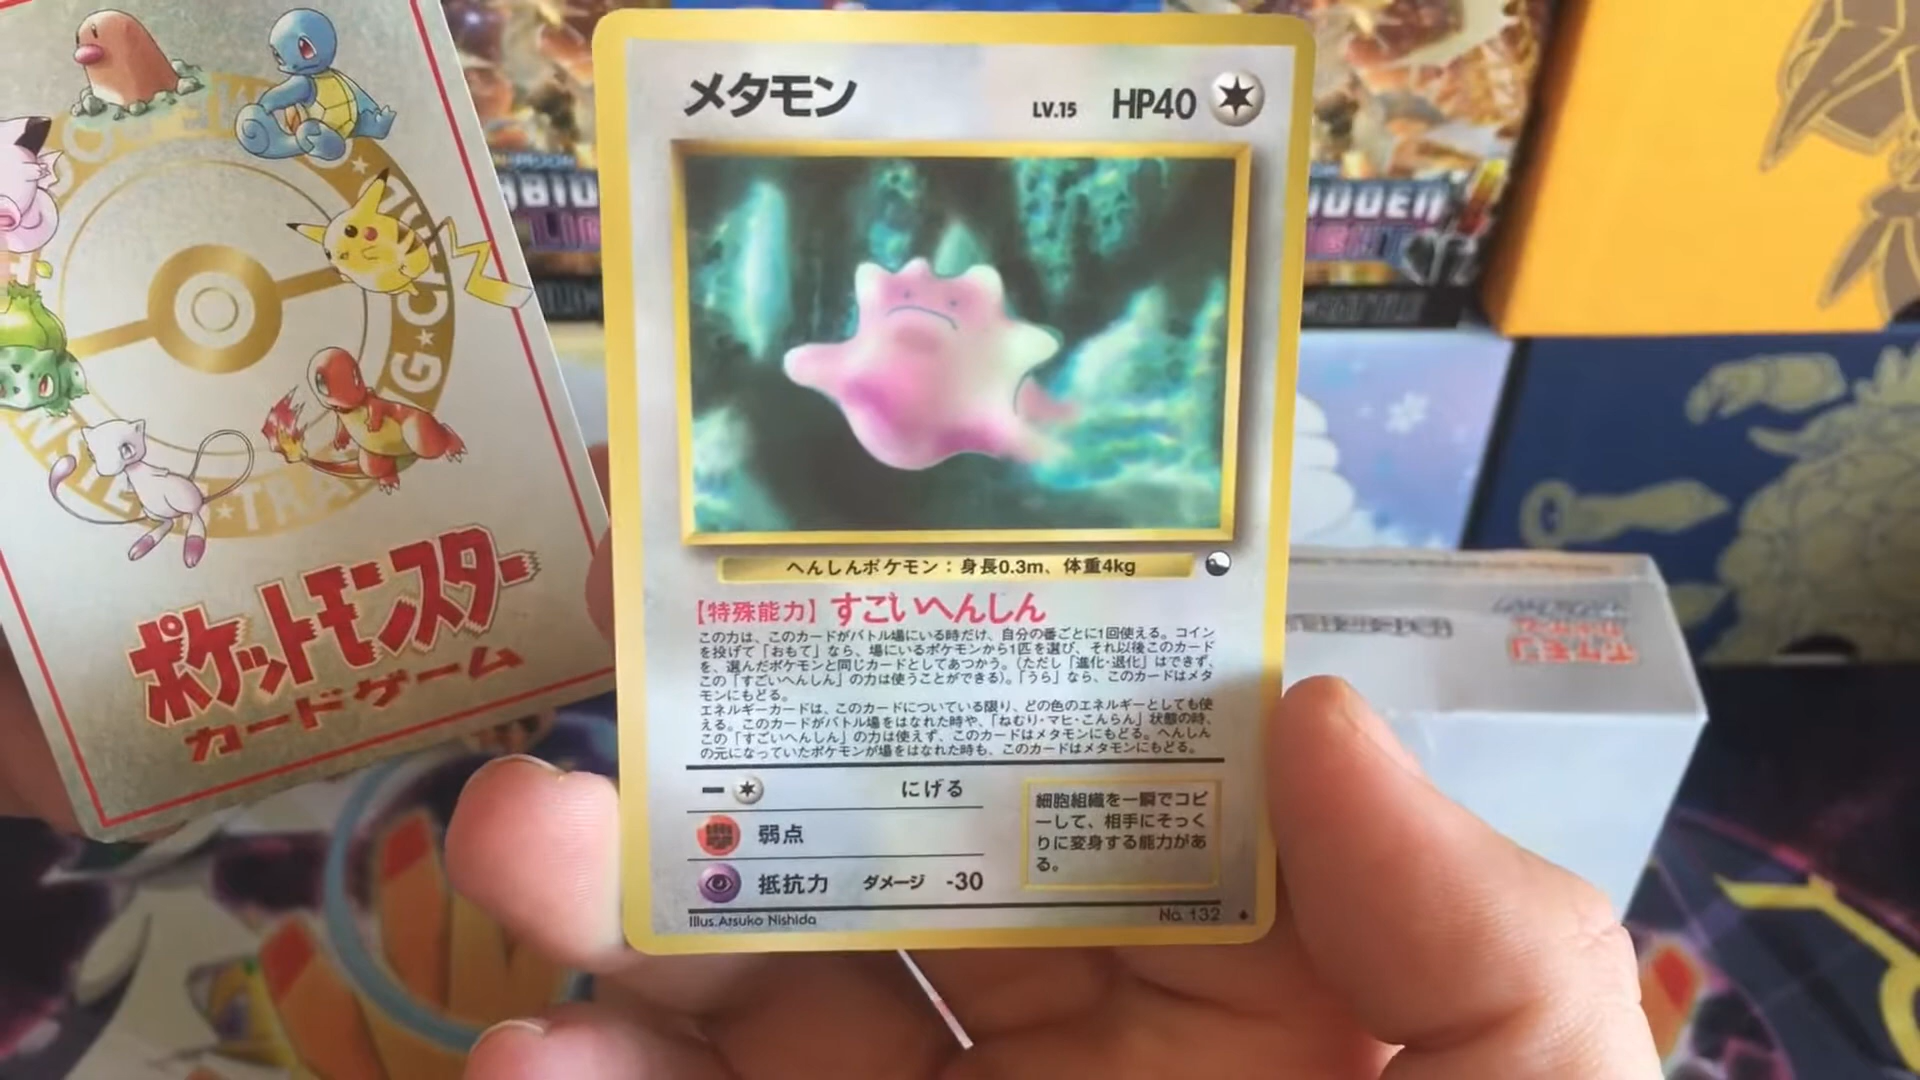 ポケットモンスター
カードゲーム
メタモン
LV.15 HP40
へんしんポケモン：身長0.3m、体重4kg
【特殊能力】すごいへんしん
この力は、このカードがバトル場にいる時だけ、自分の番ごとに1回使える。コイン
を投げて「おもて」なら、場にいるポケモンから1匹を選び、それ以後このカード
を、選んだポケモンと同じカードとしてあつかう。（ただし「進化・退化」はできず、
この「すごいへんしん」の力は使うことができる）。「うら」なら、このカードはメタ
モンにもどる。
エネルギーカードは、このカードについている限り、どの色のエネルギーとしても使
える。このカードがバトル場をはなれた時や、「ねむり・マヒ・こんらん」状態の時、
この「すごいへんしん」の力は使えず、このカードはメタモンにもどる。へんしん
の元になっていたポケモンが場をはなれた時も、このカードはメタモンにもどる。
ー にげる
弱点
抵抗力 ダメージ -30
細胞組織を一瞬でコピ
ーして、相手にそっく
りに変身する能力があ
る。
Illus.Atsuko Nishida
No.132